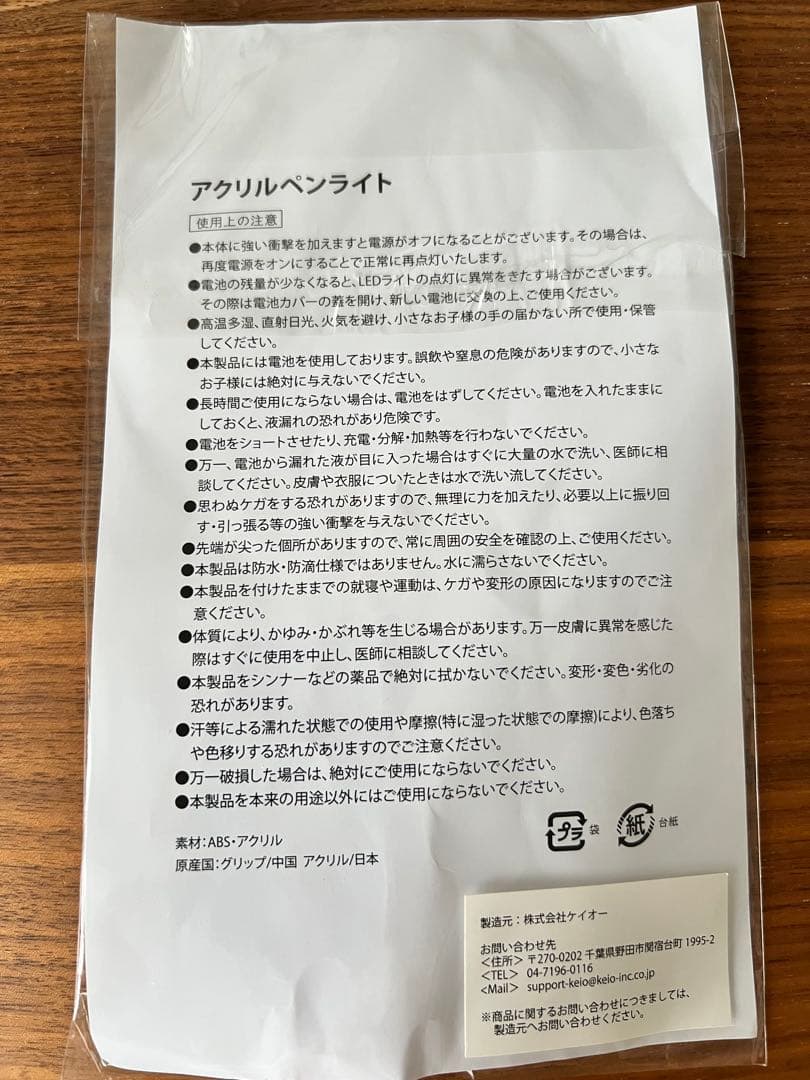 アクリルペンライト
使用上の注意
●本体に強い衝撃を加えますと電源がオフになることがございます。その場合は、
再度電源をオンにすることで正常に再点灯いたします。
●電池の残量が少なくなると、LEDライトの点灯に異常をきたす場合がございます。
その際は電池カバーの蓋を開け、新しい電池に交換の上、ご使用ください。
●高温多湿、直射日光、火気を避け、小さなお子様の手の届かない所で使用・保管
してください。
●本製品には電池を使用しております。誤飲や窒息の危険がありますので、小さな
お子様には絶対に与えないでください。
●長時間ご使用にならない場合は、電池をはずしてください。電池を入れたままに
しておくと、液漏れの恐れがあり危険です。
●電池をショートさせたり、充電・分解・加熱等を行わないでください。
●万一、電池から漏れた液が目に入った場合はすぐに大量の水で洗い、医師に相
談してください。皮膚や衣服についたときは水で洗い流してください。
●思わぬケガをする恐れがありますので、無理に力を加えたり、必要以上に振り回
す・引っ張る等の強い衝撃を与えないでください。
●先端が尖った個所がありますので、常に周囲の安全を確認の上、ご使用ください。
●本製品は防水・防滴仕様ではありません。水に濡らさないでください。
●本製品を付けたままでの就寝や運動は、ケガや変形の原因になりますのでご注
意ください。
●体質により、かゆみ・かぶれ等を生じる場合があります。万一皮膚に異常を感じた
際はすぐに使用を中止し、医師に相談してください。
●本製品をシンナーなどの薬品で絶対に拭かないでください。変形・変色・劣化の
恐れがあります。
●汗等による濡れた状態での使用や摩擦(特に湿った状態での摩擦)により、色落ち
や色移りする恐れがありますのでご注意ください。
●万一破損した場合は、絶対にご使用にならないでください。
●本製品を本来の用途以外にはご使用にならないでください。
プラ 袋 紙 台紙
素材:ABS・アクリル
原産国:グリップ/中国 アクリル/日本
製造元:株式会社ケイオー
お問い合わせ先
<住所> 〒270-0202 千葉県野田市関宿台町 1995-2
<TEL> 04-7196-0116
<Mail> support-keio@keio-inc.co.jp
※商品に関するお問い合わせにつきましては、
製造元へお問い合わせください。